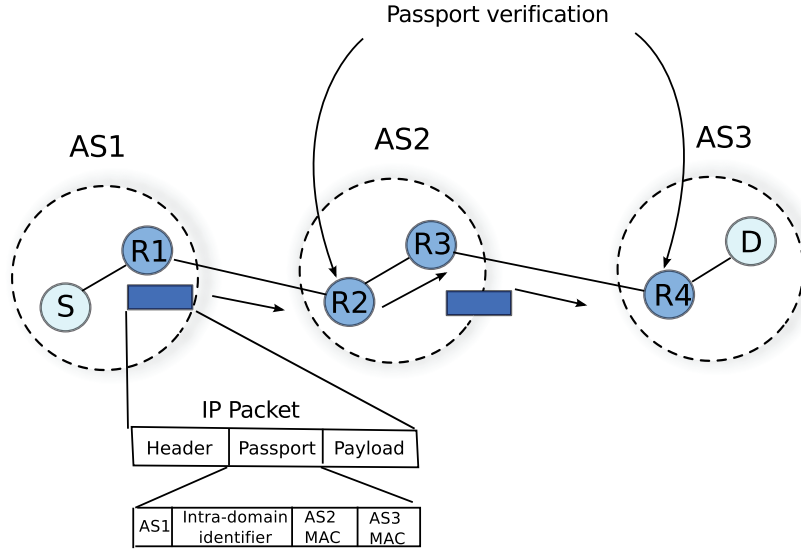 Passport verification
AS1
AS2
AS3
R1
S
R2
R3
R4
D
IP Packet
Header Passport Payload
AS1
Intra-domain
identifier
AS2
MAC
AS3
MAC